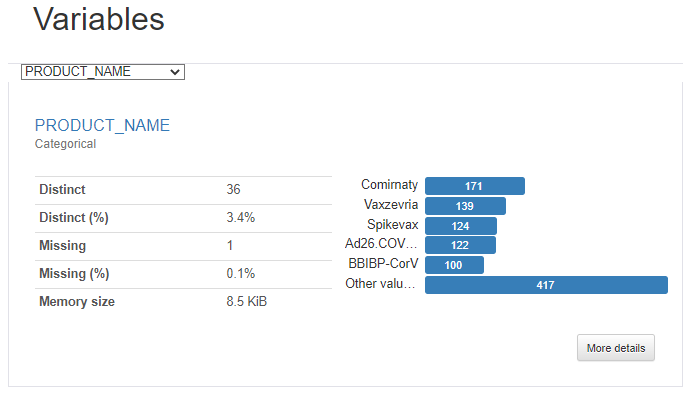 Variables
PRODUCT_NAME
PRODUCT_NAME
Categorical
Distinct 36
Distinct (%) 3.4%
Missing 1
Missing (%) 0.1%
Memory size 8.5 KiB
Comirnaty 171
Vaxzevria 139
Spikevax 124
Ad26.COV… 122
BBIBP-CorV 100
Other valu… 417
More details